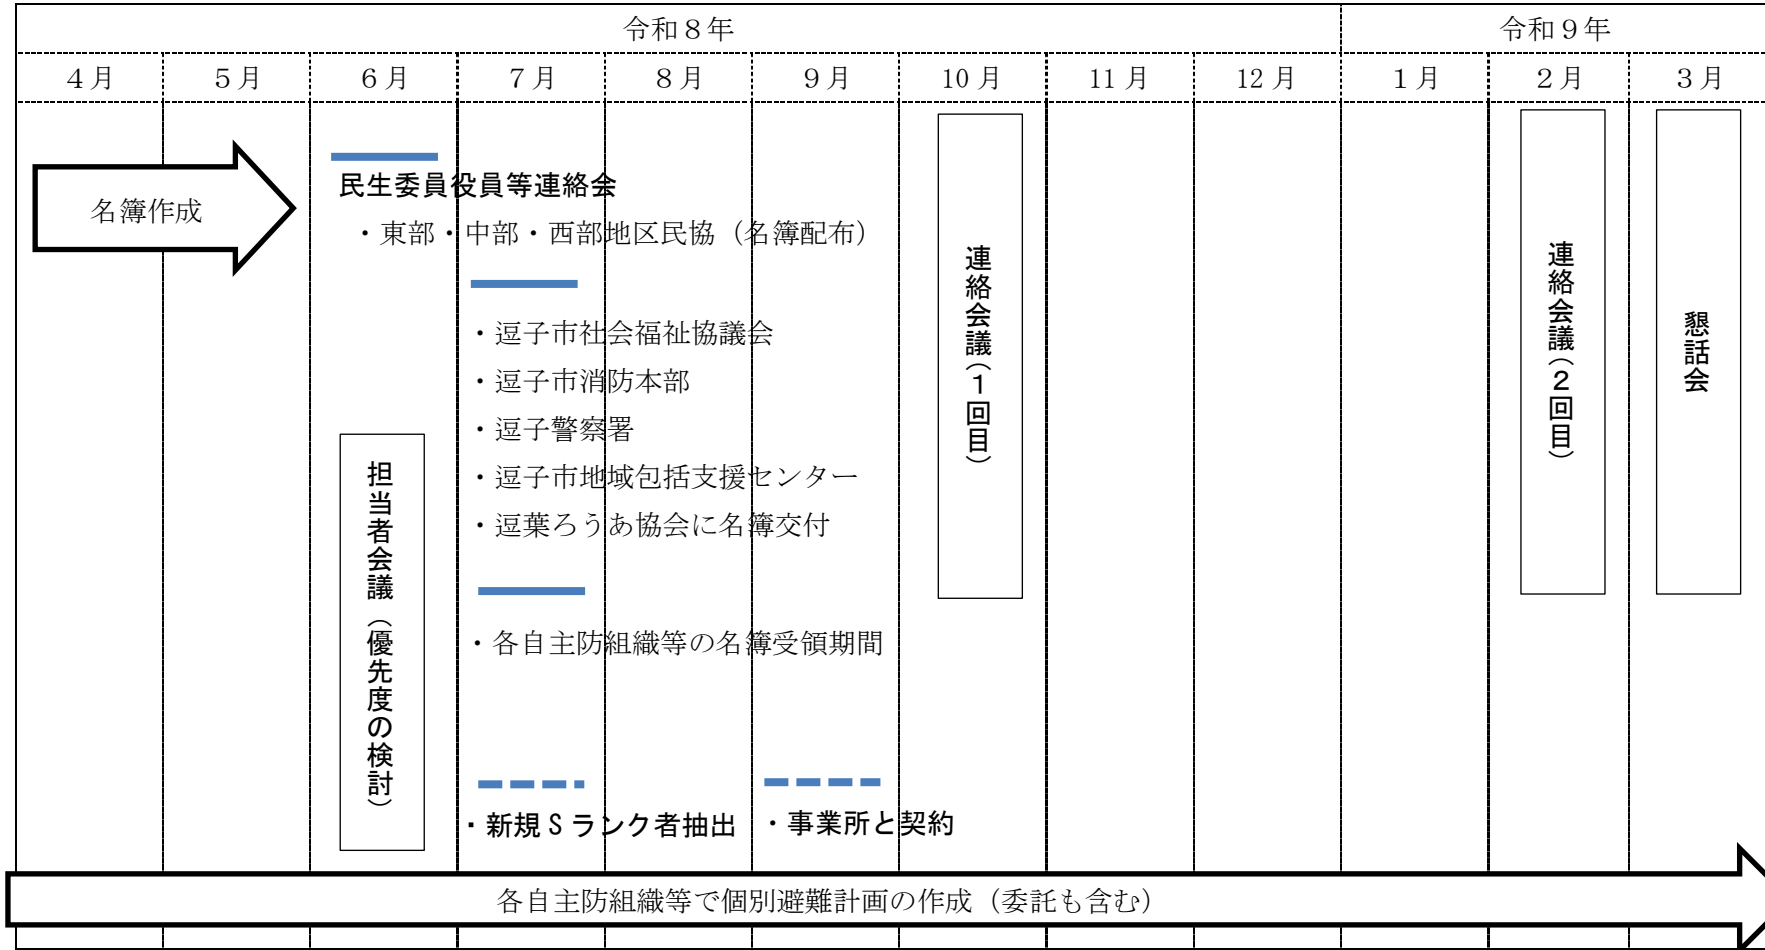 令和８年
令和９年
４月
５月
６月
７月
８月
９月
10 月
11 月
12 月
１月
２月
３月
名簿作成
民生委員役員等連絡会
・東部・中部・西部地区民協（名簿配布）
・逗子市社会福祉協議会
・逗子市消防本部
・逗子警察署
・逗子市地域包括支援センター
・逗葉ろうあ協会に名簿交付
・各自主防組織等の名簿受領期間
担当者会議（優先度の検討）
・新規 S ランク者抽出
・事業所と契約
連絡会議（１回目）
連絡会議（２回目）
懇話会
各自主防組織等で個別避難計画の作成（委託も含む）